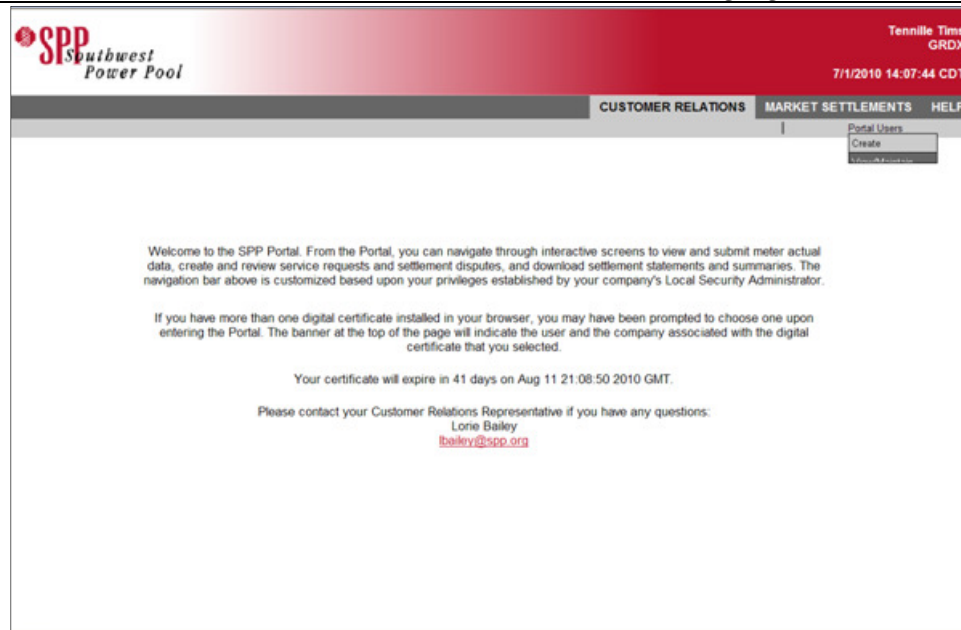 SPP
Southwest
Power Pool
Tennille Tims
GRDX
7/1/2010 14:07:44 CDT
CUSTOMER RELATIONS MARKET SETTLEMENTS HELP
| Portal Users
Create
View/Maintain
Welcome to the SPP Portal. From the Portal, you can navigate through interactive screens to view and submit meter actual
data, create and review service requests and settlement disputes, and download settlement statements and summaries. The
navigation bar above is customized based upon your privileges established by your company's Local Security Administrator.
If you have more than one digital certificate installed in your browser, you may have been prompted to choose one upon
entering the Portal. The banner at the top of the page will indicate the user and the company associated with the digital
certificate that you selected.
Your certificate will expire in 41 days on Aug 11 21:08:50 2010 GMT.
Please contact your Customer Relations Representative if you have any questions:
Lorie Bailey
lbailey@spp.org